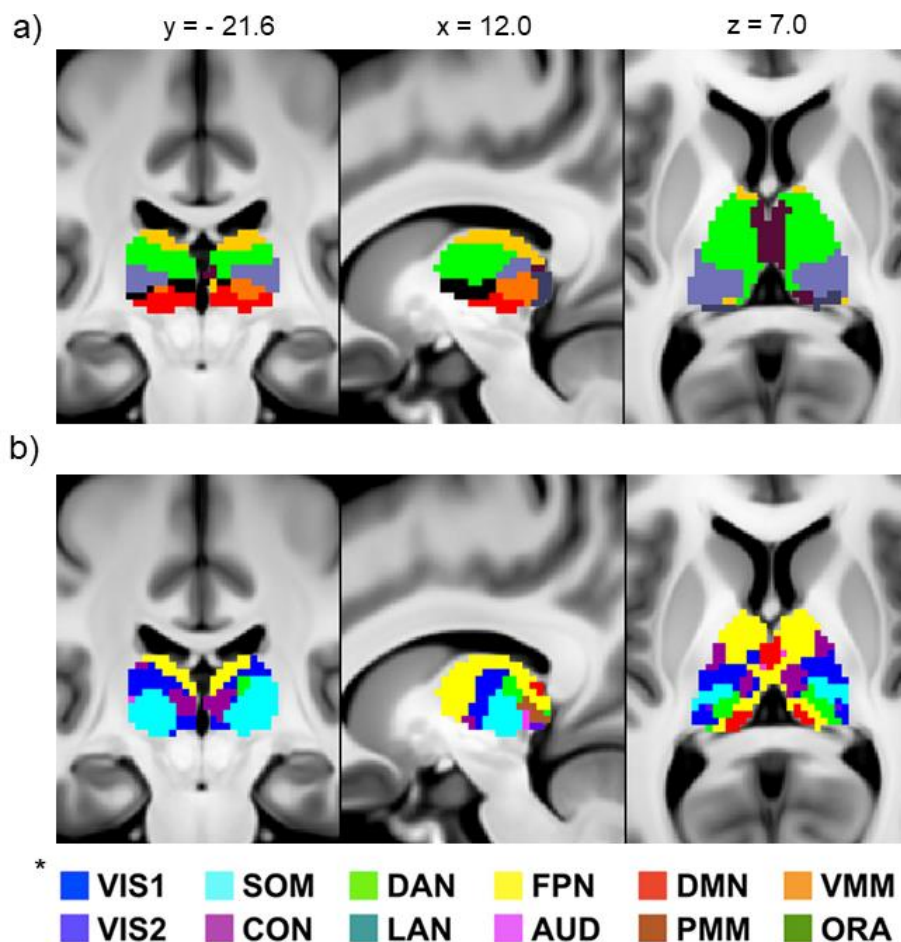 a) y = - 21.6 x = 12.0 z = 7.0
b)
* VIS1 SOM DAN FPN DMN VMM
VIS2 CON LAN AUD PMM ORA